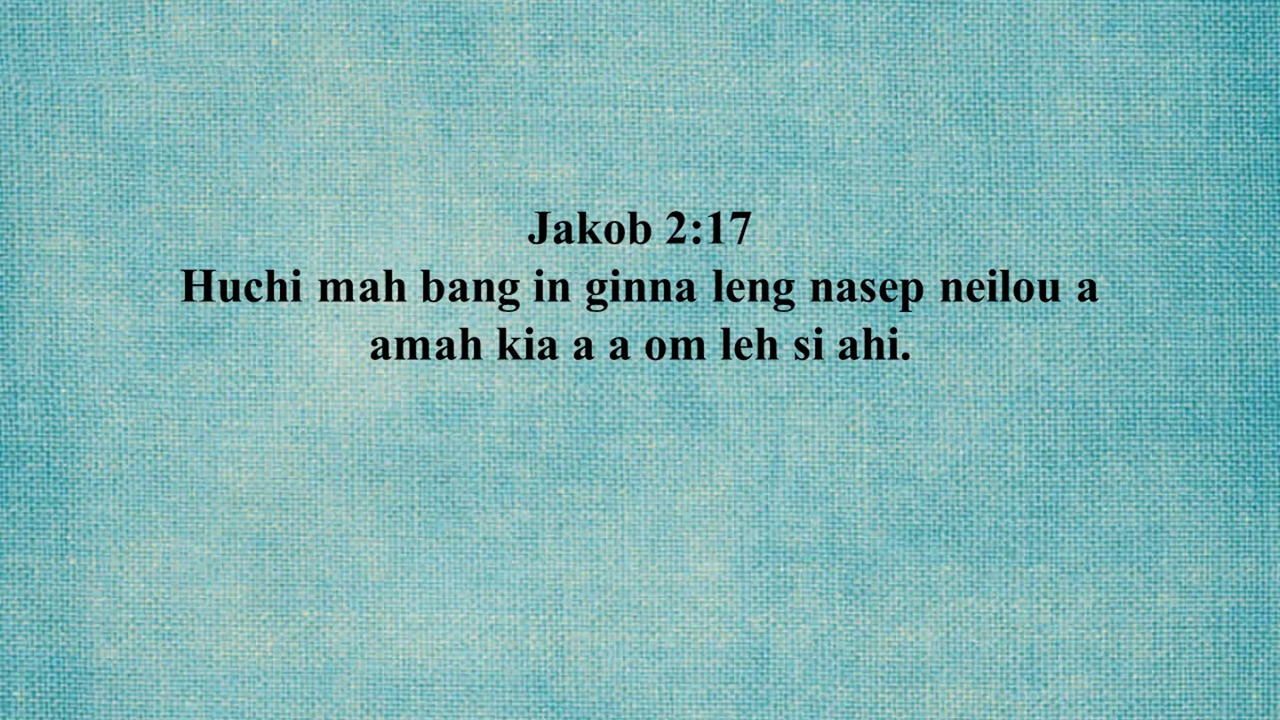 Jakob 2:17
Huchi mah bang in ginna leng nasep neilou a
amah kia a a om leh si ahi.